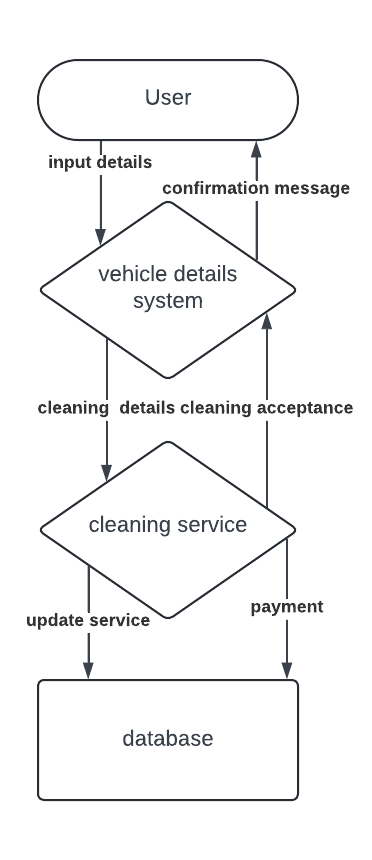 User
input details
confirmation message
vehicle details
system
cleaning  details
cleaning acceptance
cleaning service
payment
update service
database